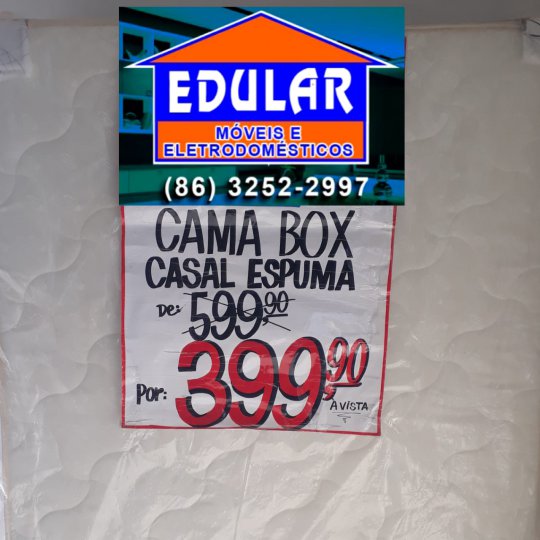 EDULAR
MÓVEIS E
ELETRODOMÉSTICOS
(86) 3252-2997
CAMA BOX
CASAL ESPUMA
De: 599,90
Por: 399,90
À VISTA